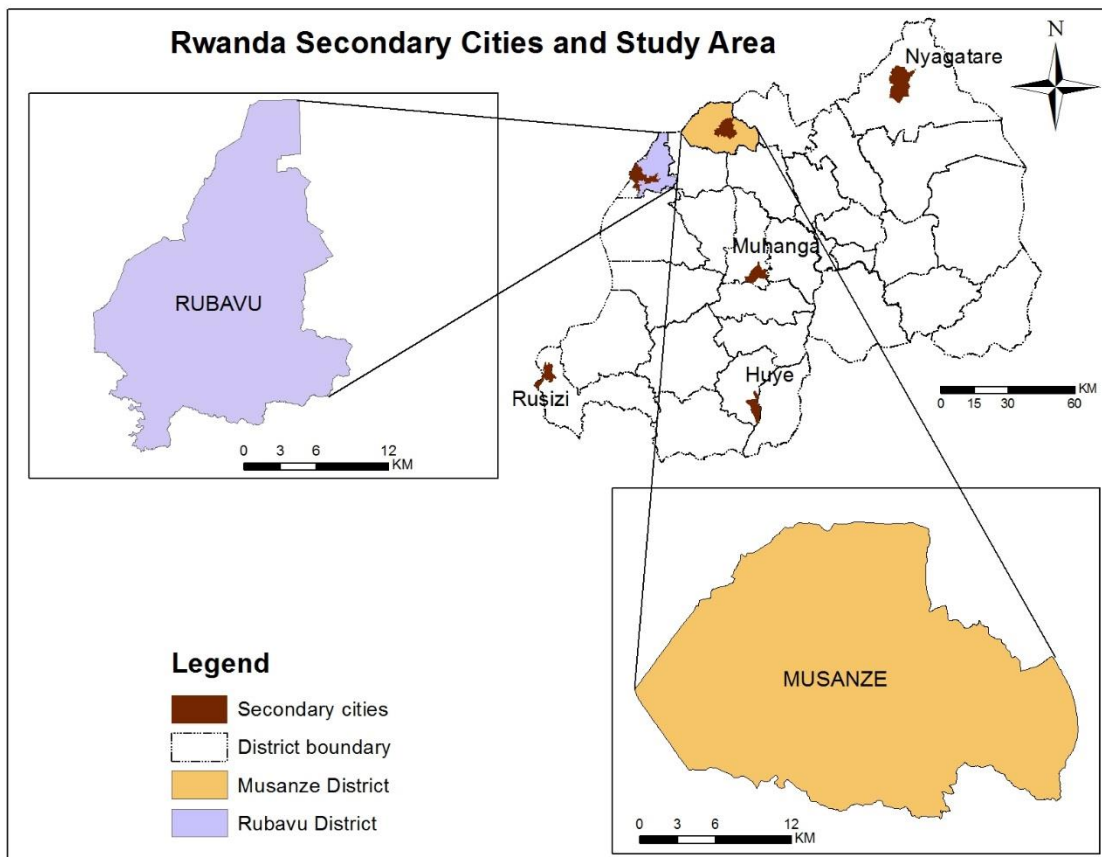 Rwanda Secondary Cities and Study Area
N
Nyagatare
Muhanga
Huye
Rusizi
0 15 30 60
KM
RUBAVU
0 3 6 12
KM
MUSANZE
0 3 6 12
KM
Legend
Secondary cities
District boundary
Musanze District
Rubavu District